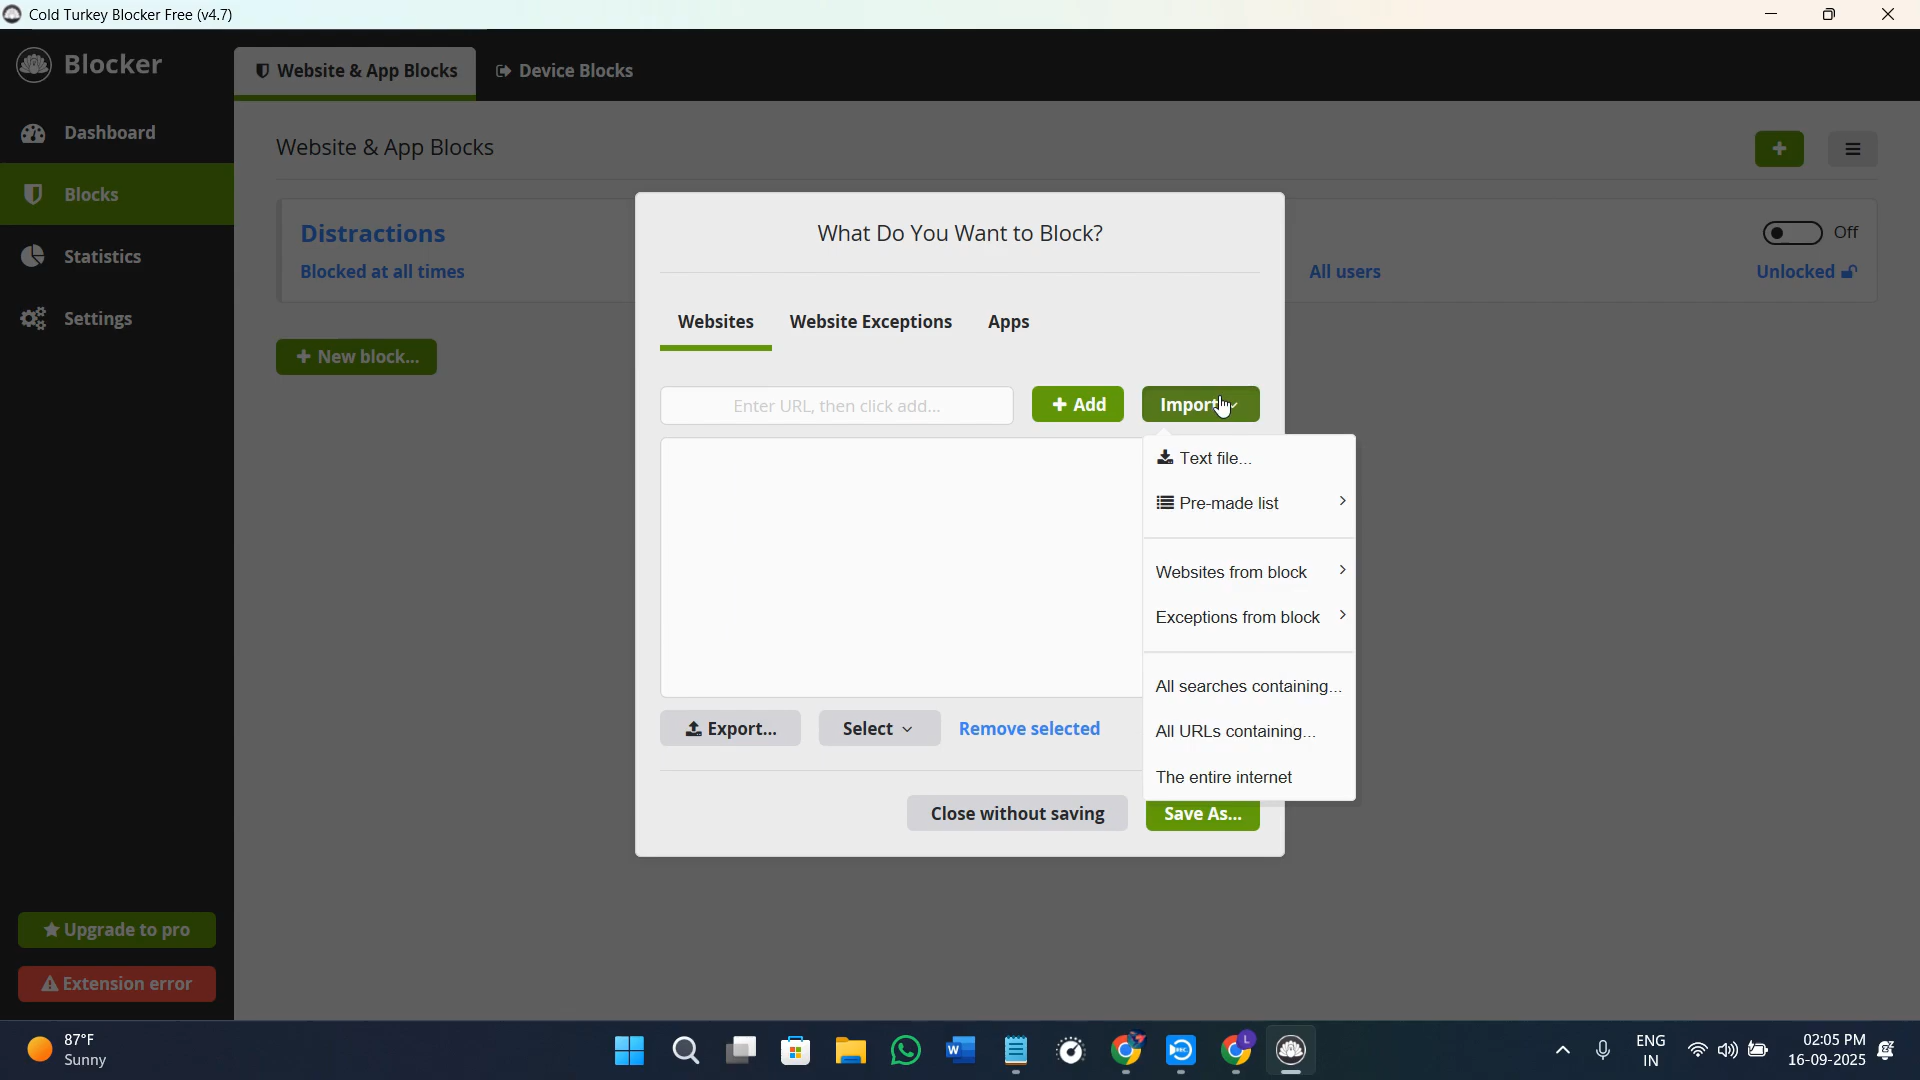 Cold Turkey Blocker Free (v4.7)
Blocker
Website & App Blocks
Device Blocks
Dashboard
Blocks
Statistics
Settings
Website & App Blocks
Distractions
Off
Blocked at all times
All users
Unlocked
New block...
What Do You Want to Block?
Websites
Website Exceptions
Apps
Enter URL, then click add...
Add
Import
Text file...
Pre-made list
Websites from block
Exceptions from block
All searches containing...
All URLs containing...
The entire internet
Export...
Select
Remove selected
Close without saving
Save As...
Upgrade to pro
Extension error
87°F
Sunny
ENG
IN
02:05 PM
16-09-2025